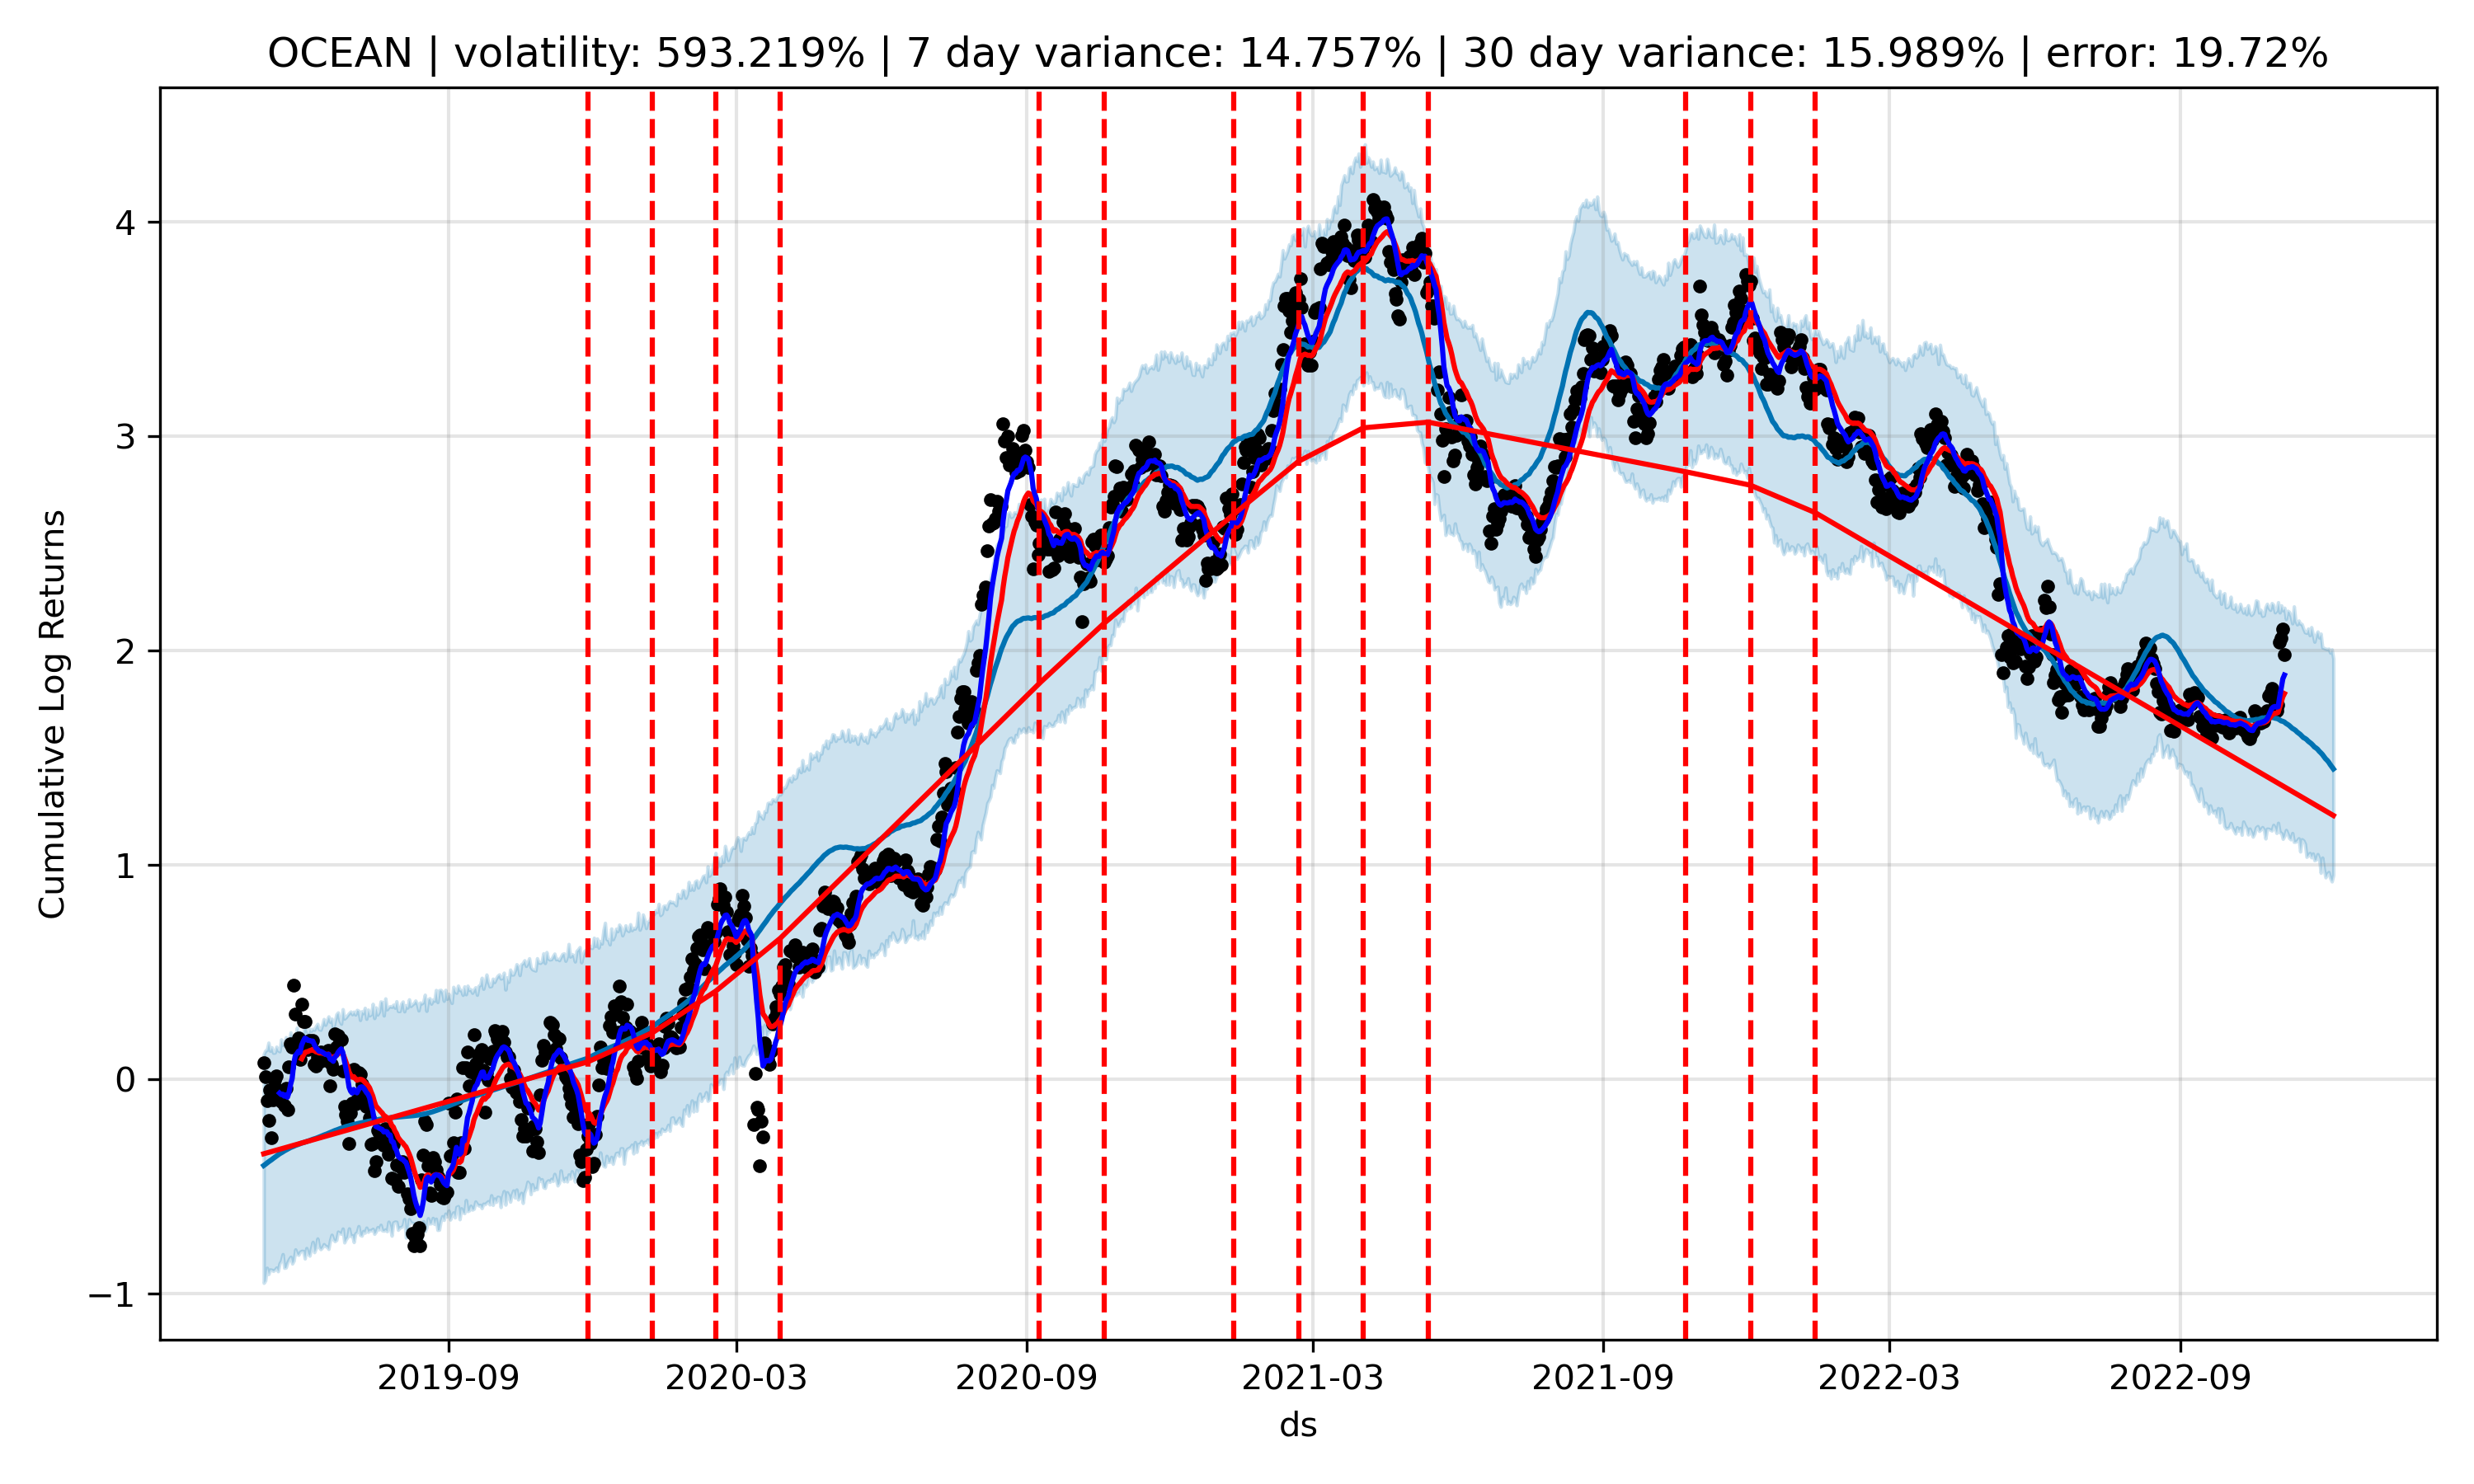 OCEAN | volatility: 593.219% | 7 day variance: 14.757% | 30 day variance: 15.989% | error: 19.72%
Cumulative Log Returns
4
3
2
1
0
−1
2019-09 2020-03 2020-09 2021-03 2021-09 2022-03 2022-09
ds